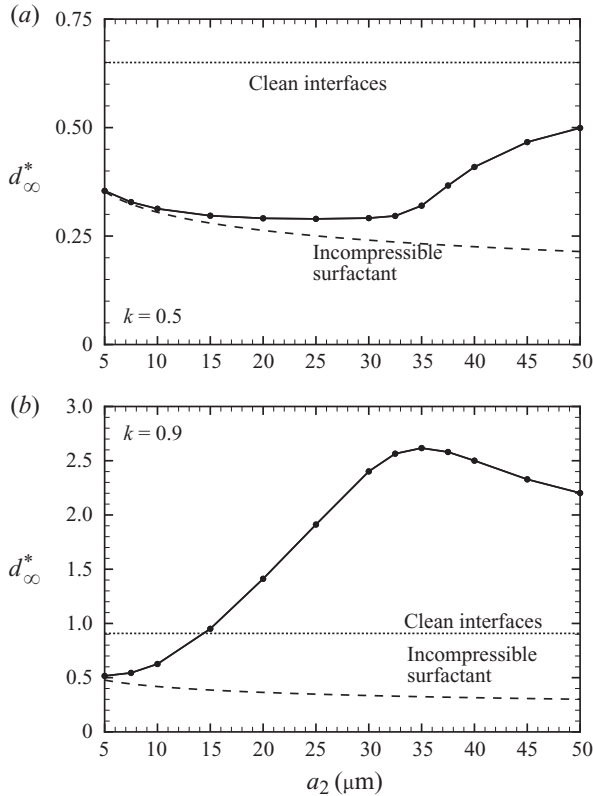 (a)
0.75
Clean interfaces
0.50
d*∞
0.25
Incompressible
surfactant
k = 0.5
0
5 10 15 20 25 30 35 40 45 50
(b)
3.0
k = 0.9
2.5
2.0
d*∞
1.5
1.0
Clean interfaces
Incompressible
surfactant
0.5
0
5 10 15 20 25 30 35 40 45 50
a₂ (μm)